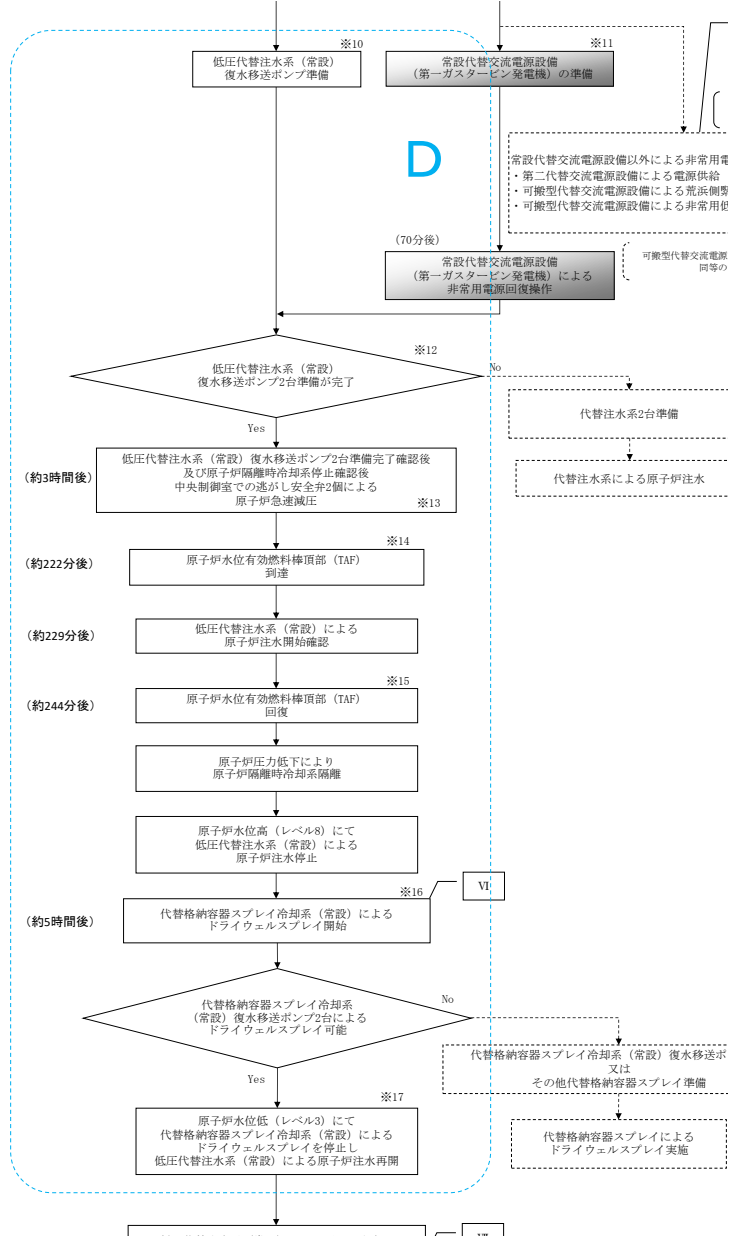 ※10
低圧代替注水系（常設）
復水移送ポンプ準備
※11
常設代替交流電源設備
（第一ガスタービン発電機）の準備
D
常設代替交流電源設備以外による非常用電
・第二代替交流電源設備による電源供給
・可搬型代替交流電源設備による荒浜側緊
・可搬型代替交流電源設備による非常用低
(70分後)
常設代替交流電源設備
（第一ガスタービン発電機）による
非常用電源回復操作
可搬型代替交流電源
同等の
※12
低圧代替注水系（常設）
復水移送ポンプ2台準備が完了
No
代替注水系2台準備
代替注水系による原子炉注水
Yes
（約3時間後）
低圧代替注水系（常設）復水移送ポンプ2台準備完了確認後
及び原子炉隔離時冷却系停止確認後
中央制御室での逃がし安全弁2個による
原子炉急速減圧
※13
※14
（約222分後）
原子炉水位有効燃料棒頂部（TAF）
到達
（約229分後）
低圧代替注水系（常設）による
原子炉注水開始確認
※15
（約244分後）
原子炉水位有効燃料棒頂部（TAF）
回復
原子炉圧力低下により
原子炉隔離時冷却系隔離
原子炉水位高（レベル8）にて
低圧代替注水系（常設）による
原子炉注水停止
※16
Ⅵ
（約5時間後）
代替格納容器スプレイ冷却系（常設）による
ドライウェルスプレイ開始
代替格納容器スプレイ冷却系
（常設）復水移送ポンプ2台による
ドライウェルスプレイ可能
No
代替格納容器スプレイ冷却系（常設）復水移送ポ
又は
その他代替格納容器スプレイ準備
代替格納容器スプレイによる
ドライウェルスプレイ実施
Yes
※17
原子炉水位低（レベル3）にて
代替格納容器スプレイ冷却系（常設）による
ドライウェルスプレイを停止し
低圧代替注水系（常設）による原子炉注水再開